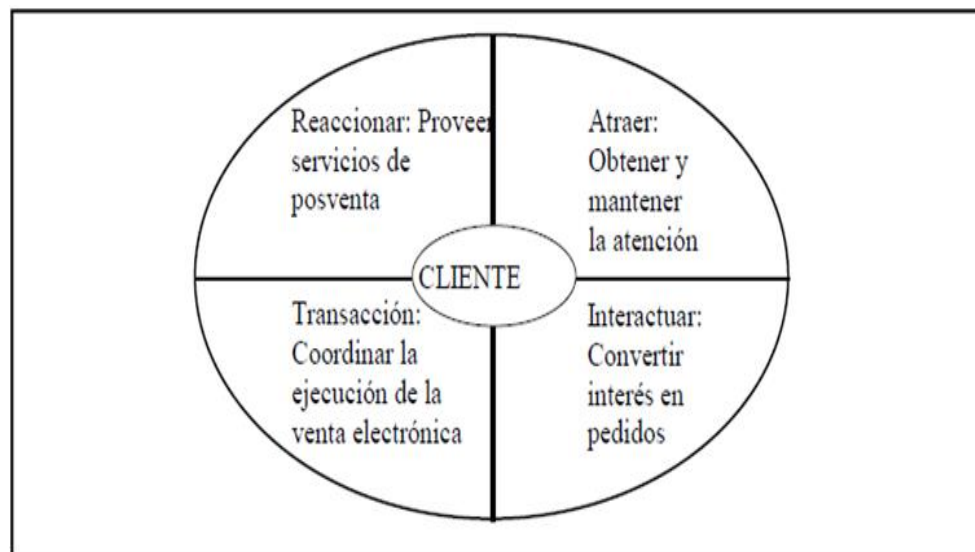 Reaccionar: Proveer
servicios de
posventa
Atraer:
Obtener y
mantener
la atención
CLIENTE
Transacción:
Coordinar la
ejecución de la
venta electrónica
Interactuar:
Convertir
interés en
pedidos